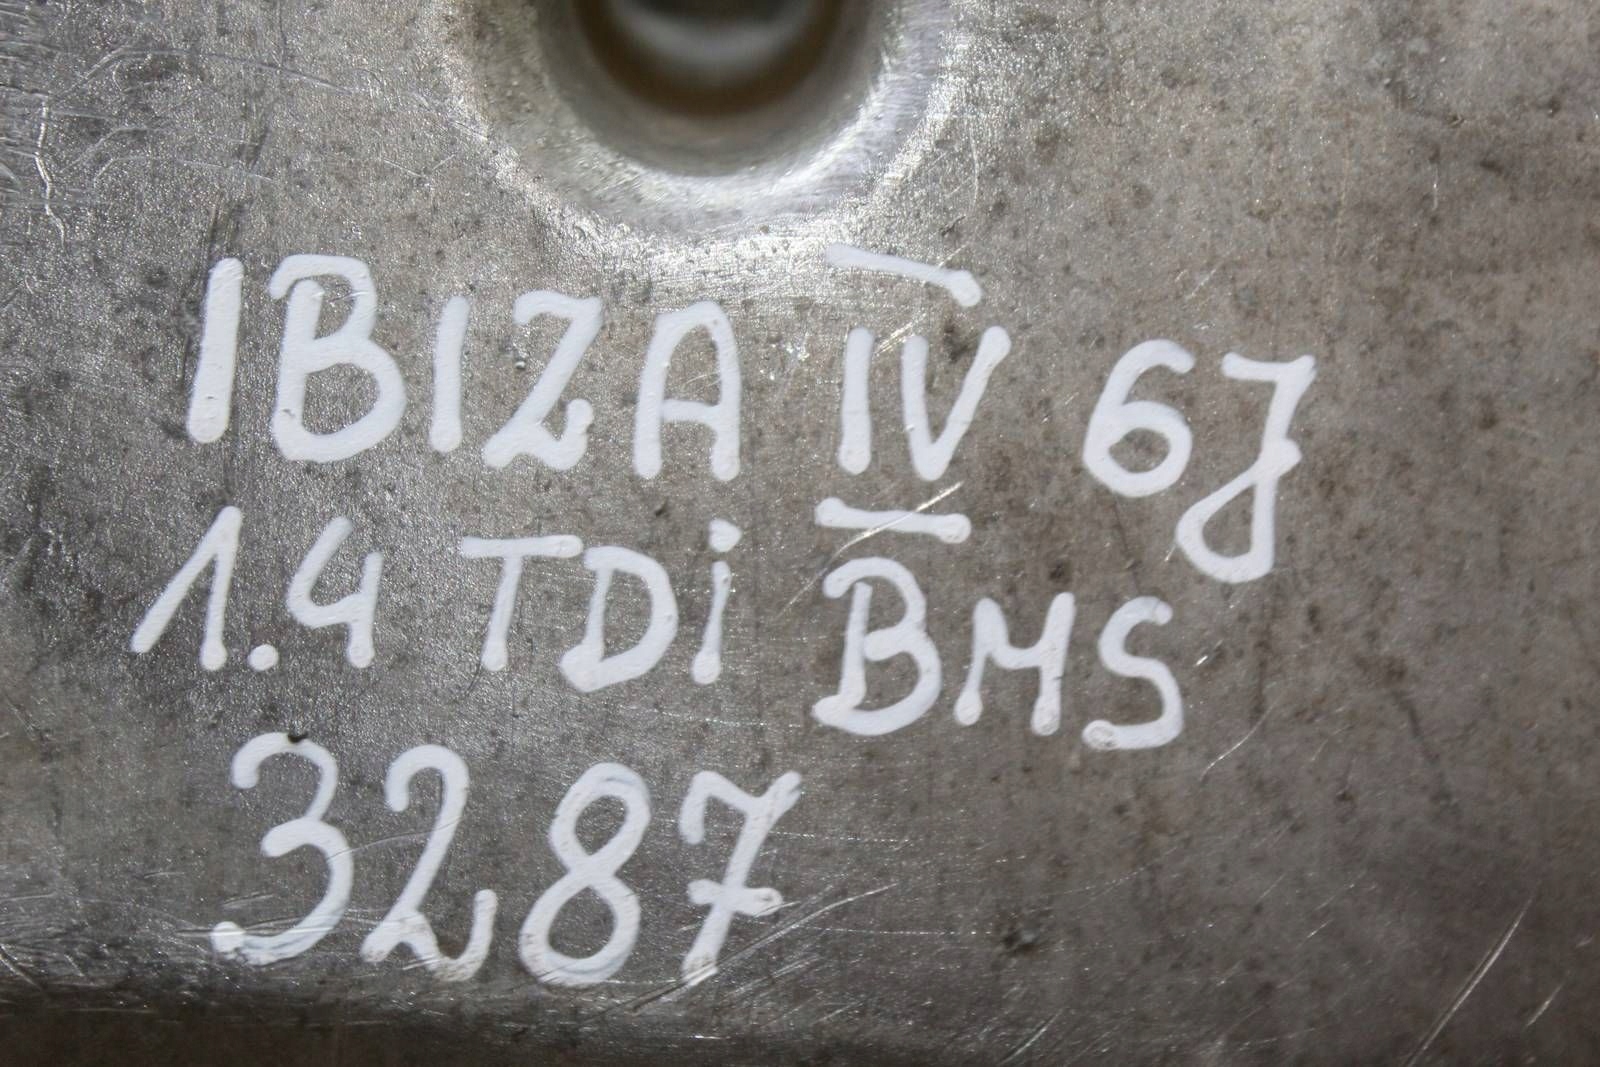 IBIZA IV 6J
1.4 TDi BMS
3287